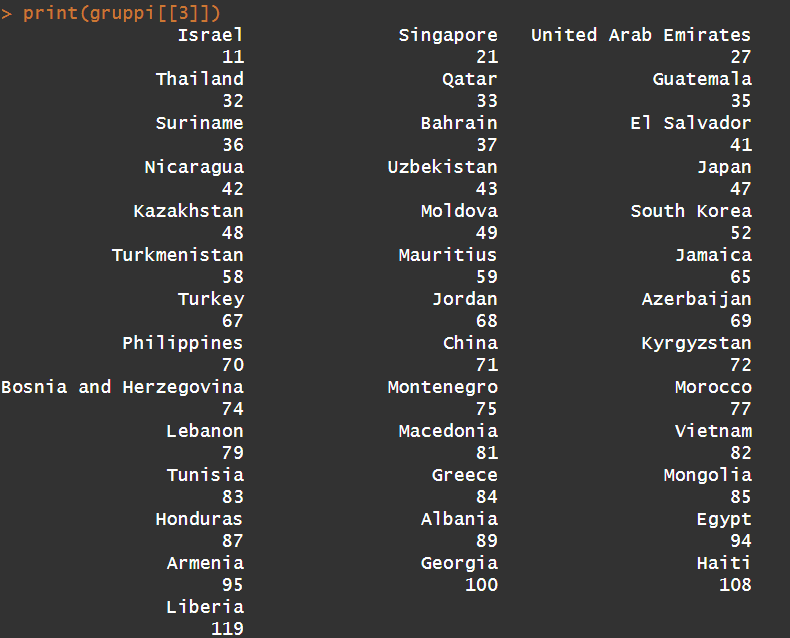 > print(gruppi[[3]])
Israel Singapore United Arab Emirates
11 21 27
Thailand Qatar Guatemala
32 33 35
Suriname Bahrain El Salvador
36 37 41
Nicaragua Uzbekistan Japan
42 43 47
Kazakhstan Moldova South Korea
48 49 52
Turkmenistan Mauritius Jamaica
58 59 65
Turkey Jordan Azerbaijan
67 68 69
Philippines China Kyrgyzstan
70 71 72
Bosnia and Herzegovina Montenegro Morocco
74 75 77
Lebanon Macedonia Vietnam
79 81 82
Tunisia Greece Mongolia
83 84 85
Honduras Albania Egypt
87 89 94
Armenia Georgia Haiti
95 100 108
Liberia
119